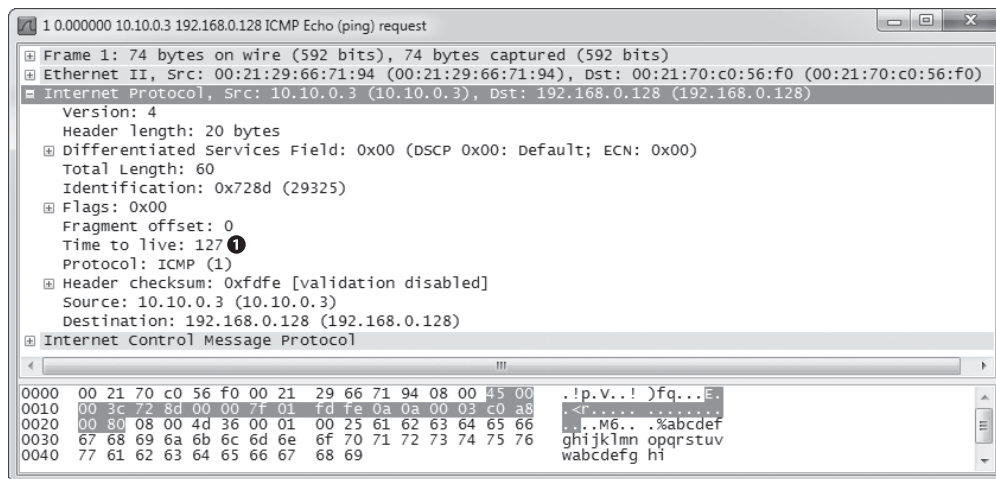 1 0.000000 10.10.0.3 192.168.0.128 ICMP Echo (ping) request
Frame 1: 74 bytes on wire (592 bits), 74 bytes captured (592 bits)
Ethernet II, Src: 00:21:29:66:71:94 (00:21:29:66:71:94), Dst: 00:21:70:c0:56:f0 (00:21:70:c0:56:f0)
Internet Protocol, Src: 10.10.0.3 (10.10.0.3), Dst: 192.168.0.128 (192.168.0.128)
Version: 4
Header length: 20 bytes
Differentiated Services Field: 0x00 (DSCP 0x00: Default; ECN: 0x00)
Total Length: 60
Identification: 0x728d (29325)
Flags: 0x00
Fragment offset: 0
Time to live: 127 ❶
Protocol: ICMP (1)
Header checksum: 0xfdfe [validation disabled]
Source: 10.10.0.3 (10.10.0.3)
Destination: 192.168.0.128 (192.168.0.128)
Internet Control Message Protocol
0000 00 21 70 c0 56 f0 00 21 29 66 71 94 08 00 45 00 .!p.V..! )fq...E.
0010 00 3c 72 8d 00 00 7f 01 fd fe 0a 0a 00 03 c0 a8 .<r..... ........
0020 00 80 08 00 4d 36 00 01 00 25 61 62 63 64 65 66 ....M6.. .%abcdef
0030 67 68 69 6a 6b 6c 6d 6e 6f 70 71 72 73 74 75 76 ghijklmn opqrstuv
0040 77 61 62 63 64 65 66 67 68 69 wabcdefg hi